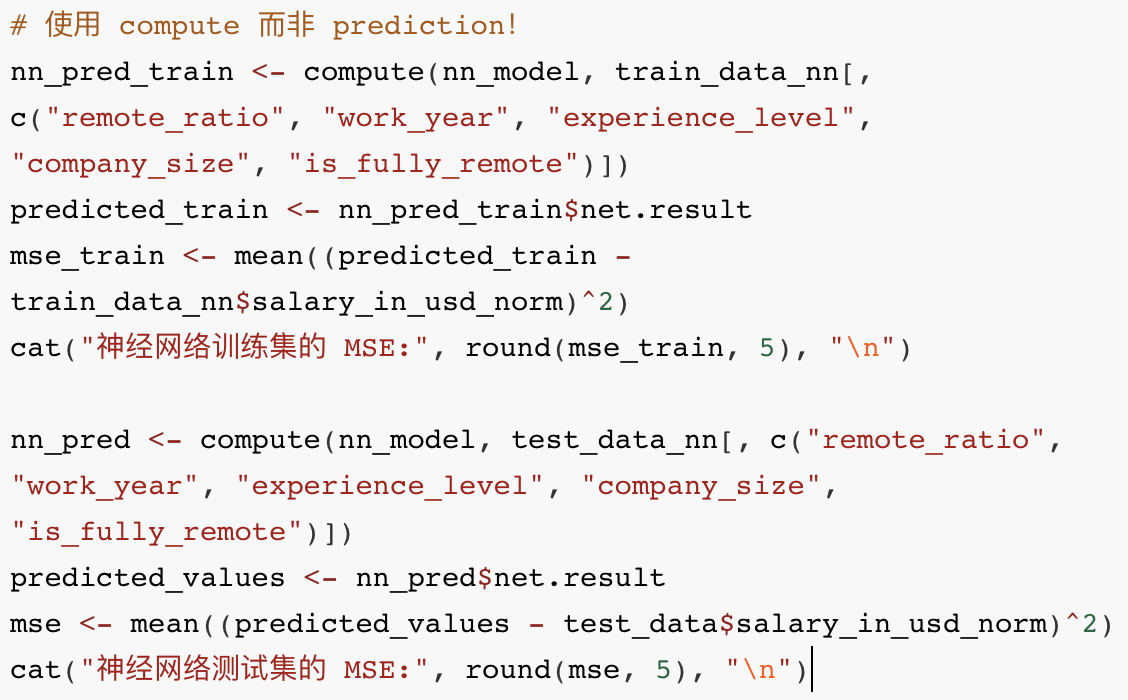 # 使用 compute 而非 prediction!
nn_pred_train <- compute(nn_model, train_data_nn[,
c("remote_ratio", "work_year", "experience_level",
"company_size", "is_fully_remote")])
predicted_train <- nn_pred_train$net.result
mse_train <- mean((predicted_train -
train_data_nn$salary_in_usd_norm)^2)
cat("神经网络训练集的 MSE:", round(mse_train, 5), "\n")
nn_pred <- compute(nn_model, test_data_nn[, c("remote_ratio",
"work_year", "experience_level", "company_size",
"is_fully_remote")])
predicted_values <- nn_pred$net.result
mse <- mean((predicted_values - test_data$salary_in_usd_norm)^2)
cat("神经网络测试集的 MSE:", round(mse, 5), "\n")